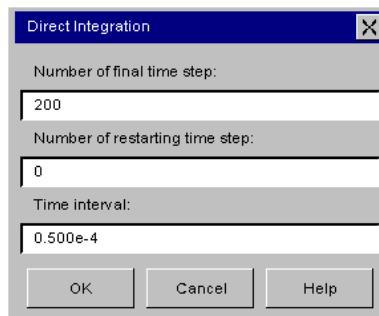 Direct Integration
Number of final time step:
200
Number of restarting time step:
0
Time interval:
0.500e-4
OK Cancel Help